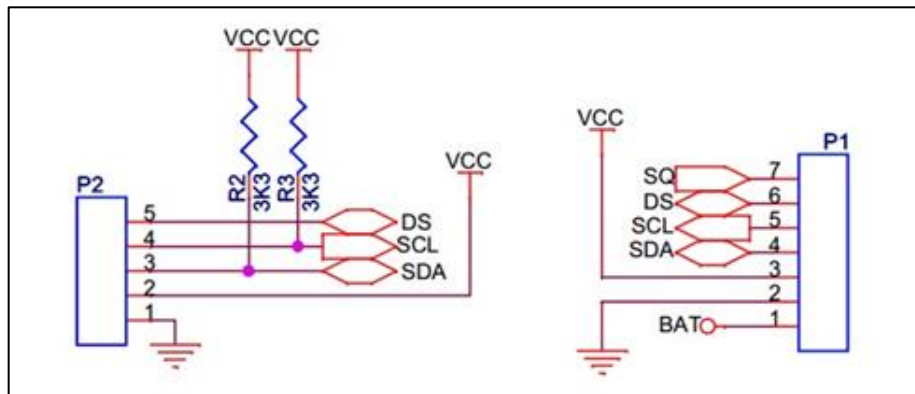 VCC VCC
R2
3K3
R3
3K3
VCC
P2
5
DS
4
SCL
3
SDA
2
1
VCC
P1
SQ
7
DS
6
SCL
5
SDA
4
3
2
BAT
1